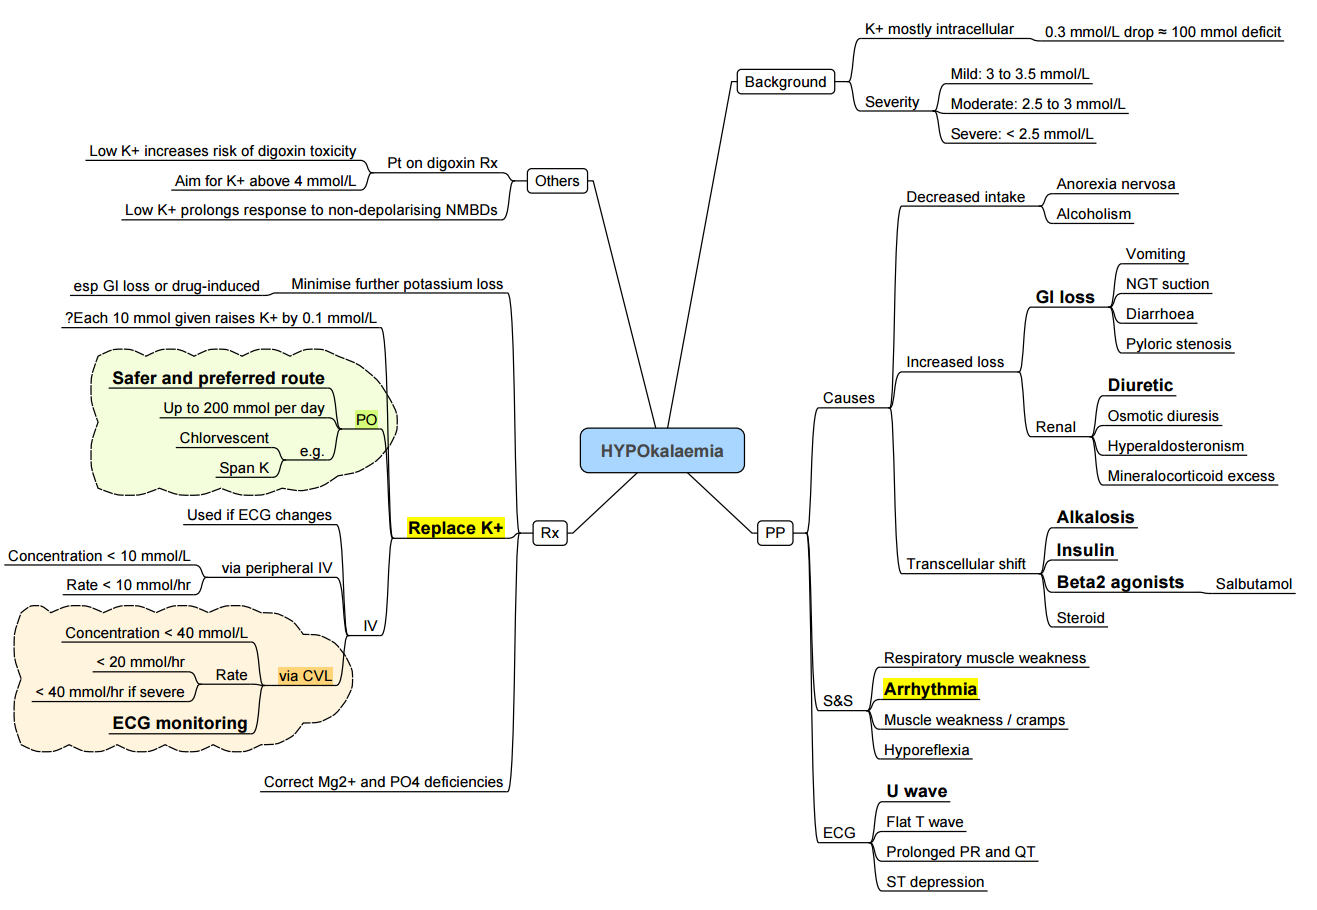 HYPOkalaemia
Background
K+ mostly intracellular
0.3 mmol/L drop ≈ 100 mmol deficit
Severity
Mild: 3 to 3.5 mmol/L
Moderate: 2.5 to 3 mmol/L
Severe: < 2.5 mmol/L
PP
Causes
Decreased intake
Anorexia nervosa
Alcoholism
Increased loss
GI loss
Vomiting
NGT suction
Diarrhoea
Pyloric stenosis
Renal
Diuretic
Osmotic diuresis
Hyperaldosteronism
Mineralocorticoid excess
Transcellular shift
Alkalosis
Insulin
Beta2 agonists
Salbutamol
Steroid
S&S
Respiratory muscle weakness
Arrhythmia
Muscle weakness / cramps
Hyporeflexia
ECG
U wave
Flat T wave
Prolonged PR and QT
ST depression
Rx
Minimise further potassium loss
esp GI loss or drug-induced
Replace K+
?Each 10 mmol given raises K+ by 0.1 mmol/L
PO
Safer and preferred route
Up to 200 mmol per day
e.g.
Chlorvescent
Span K
IV
Used if ECG changes
via peripheral IV
Concentration < 10 mmol/L
Rate < 10 mmol/hr
via CVL
Concentration < 40 mmol/L
Rate
< 20 mmol/hr
< 40 mmol/hr if severe
ECG monitoring
Correct Mg2+ and PO4 deficiencies
Others
Pt on digoxin Rx
Low K+ increases risk of digoxin toxicity
Aim for K+ above 4 mmol/L
Low K+ prolongs response to non-depolarising NMBDs